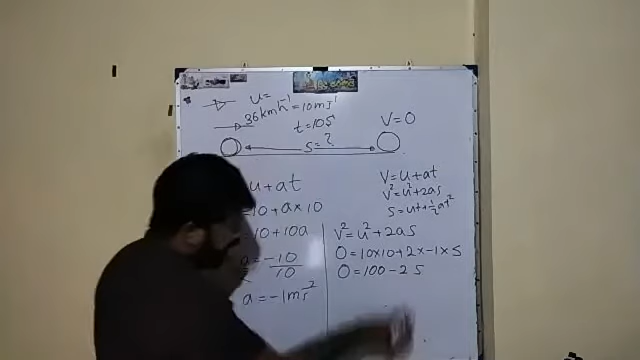 u=
36kmh⁻¹=10ms⁻¹
t=10s
V=0
s=?
u+at
=10+a×10
=10+10a
a=-10/10
a=-1ms⁻²
V=u+at
V²=u²+2as
s=ut+½at²
V²=u²+2as
0=10×10+2×-1×s
0=100-2s